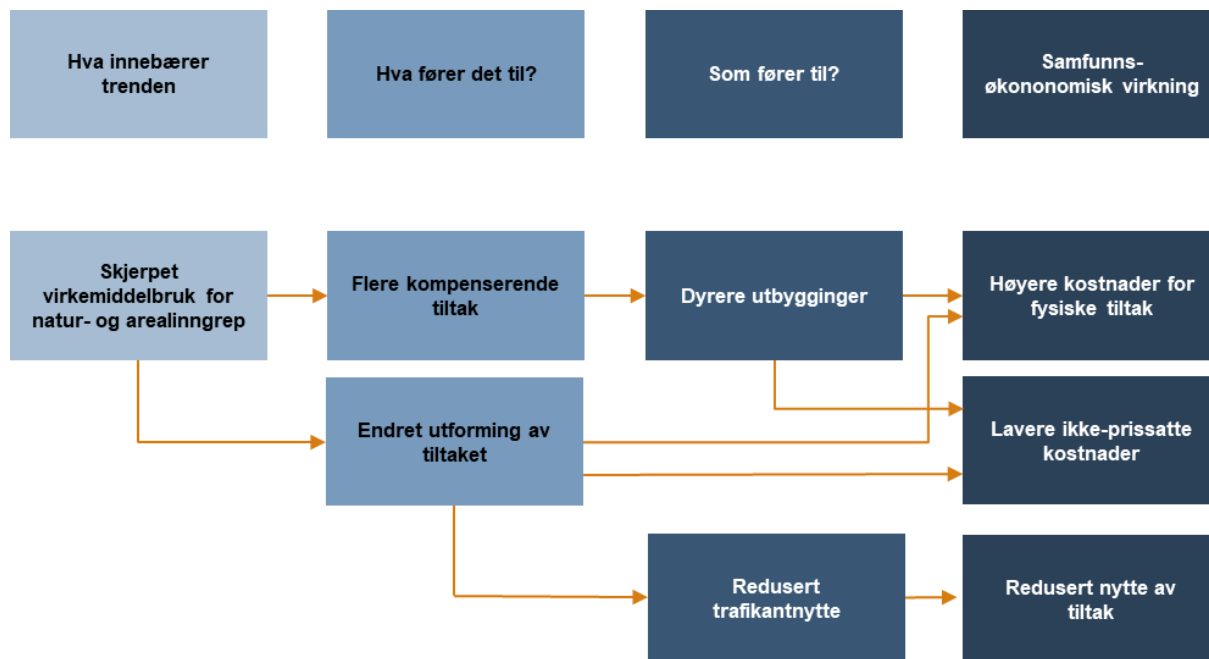 Hva innebærer
trenden
Hva fører det til?
Som fører til?
Samfunns-
økononomisk virkning
Skjerpet
virkemiddelbruk for
natur- og arealinngrep
Flere kompenserende
tiltak
Dyrere utbygginger
Høyere kostnader for
fysiske tiltak
Endret utforming av
tiltaket
Lavere ikke-prissatte
kostnader
Redusert
trafikantnytte
Redusert nytte av
tiltak